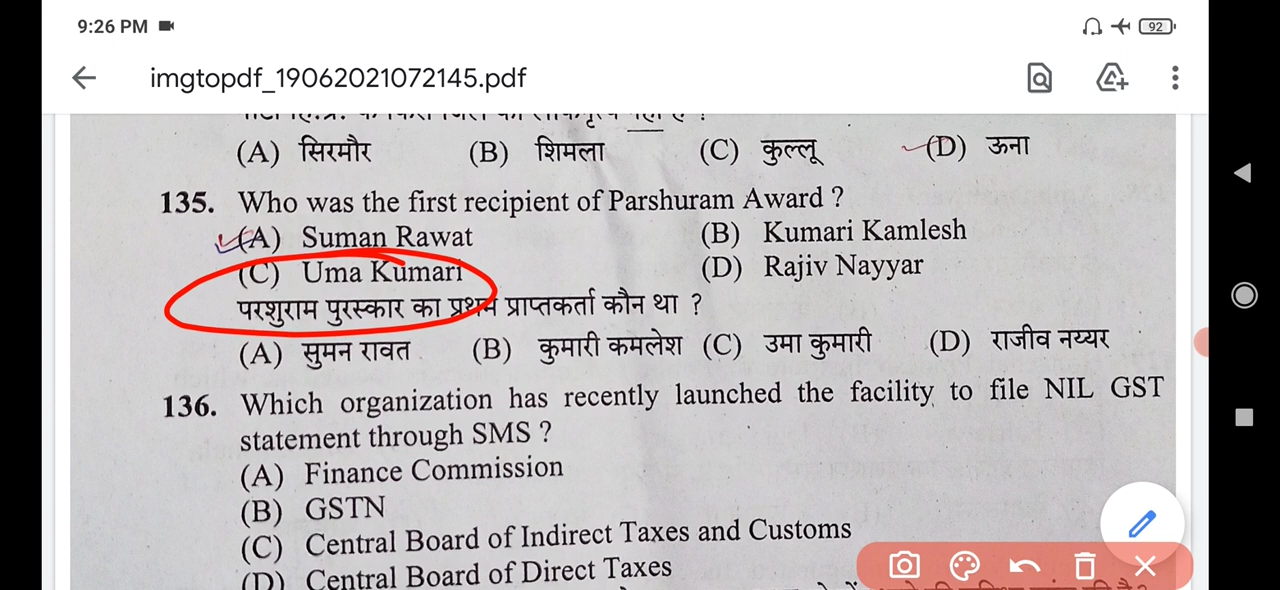 9:26 PM
92
imgtopdf_19062021072145.pdf
(A) सिरमौर (B) शिमला (C) कुल्लू (D) ऊना
135. Who was the first recipient of Parshuram Award ?
(A) Suman Rawat (B) Kumari Kamlesh
(C) Uma Kumari (D) Rajiv Nayyar
परशुराम पुरस्कार का प्रथम प्राप्तकर्ता कौन था ?
(A) सुमन रावत (B) कुमारी कमलेश (C) उमा कुमारी (D) राजीव नय्यर
136. Which organization has recently launched the facility to file NIL GST
statement through SMS ?
(A) Finance Commission
(B) GSTN
(C) Central Board of Indirect Taxes and Customs
(D) Central Board of Direct Taxes